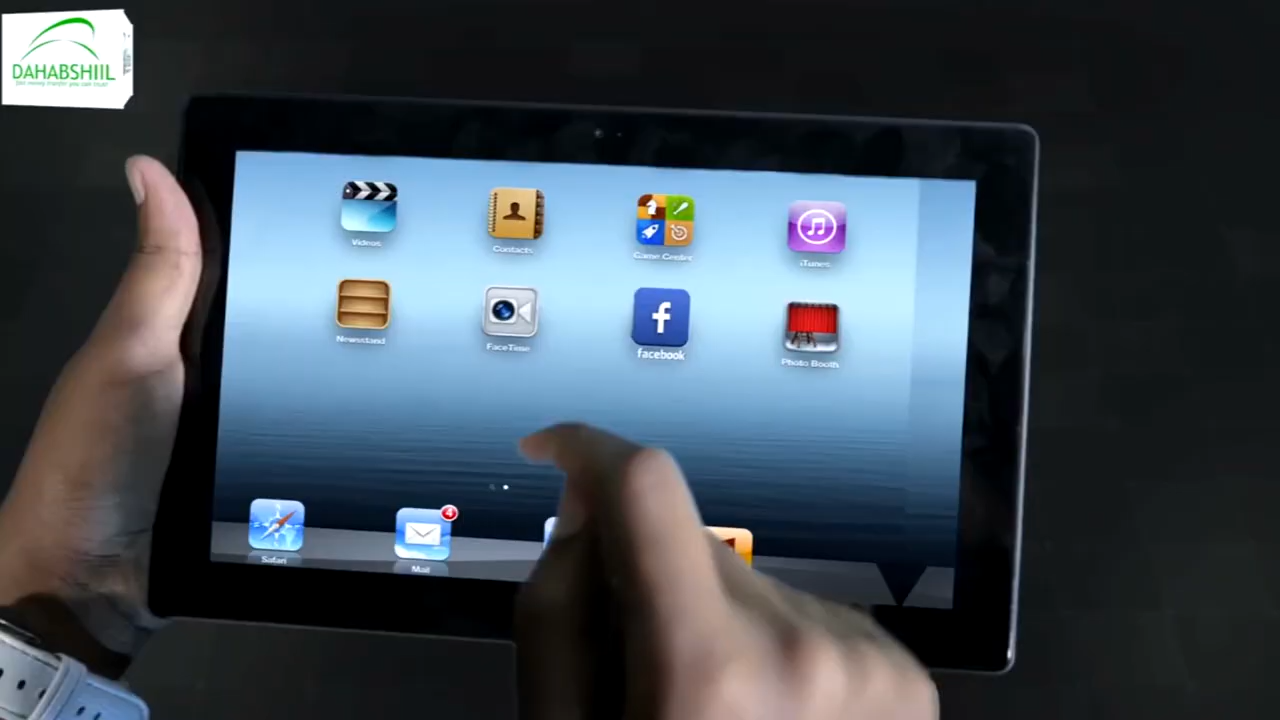 DAHABSHIIL
Videos
Contacts
Game Center
iTunes
Newsstand
FaceTime
facebook
Photo Booth
4
Safari
Mail